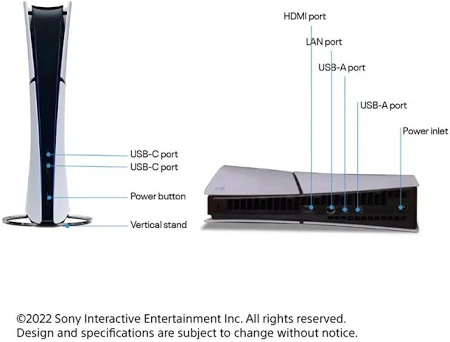 HDMI port
LAN port
USB-A port
USB-A port
Power inlet
USB-C port
USB-C port
Power button
Vertical stand
©2022 Sony Interactive Entertainment Inc. All rights reserved.
Design and specifications are subject to change without notice.